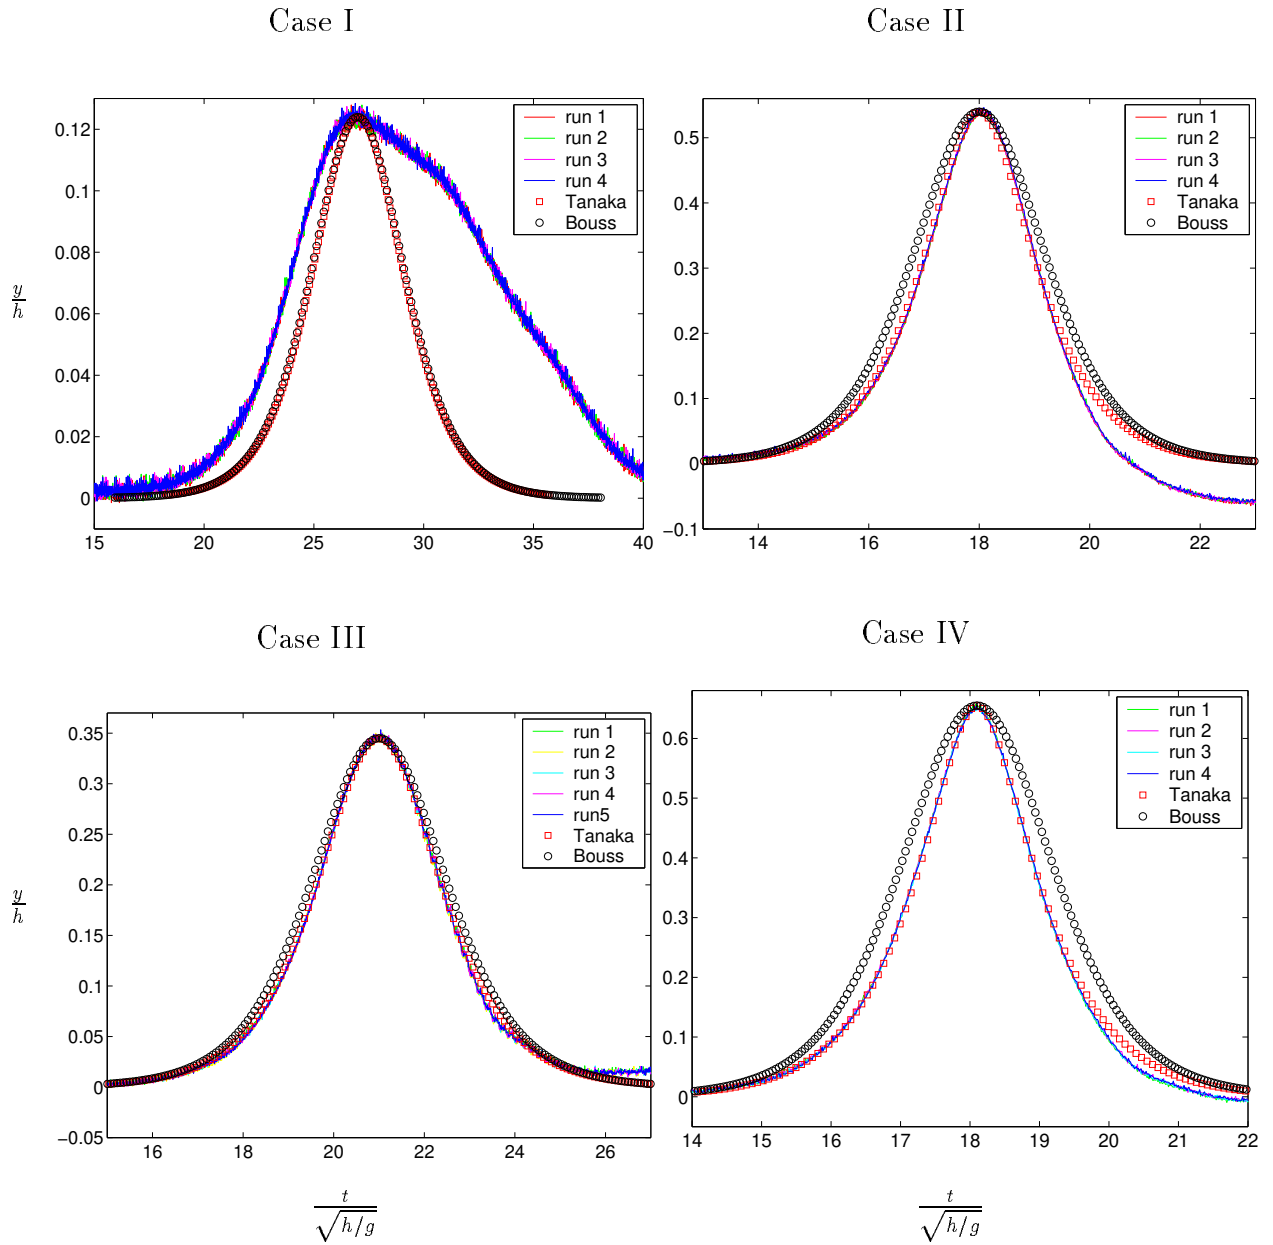 Case I
Case II
0.12
0.1
0.08
0.06
0.04
0.02
0
15 20 25 30 35 40
y/h
run 1
run 2
run 3
run 4
Tanaka
Bouss
0.5
0.4
0.3
0.2
0.1
0
−0.1
14 16 18 20 22
run 1
run 2
run 3
run 4
Tanaka
Bouss
Case III
Case IV
0.35
0.3
0.25
0.2
0.15
0.1
0.05
0
−0.05
16 18 20 22 24 26
y/h
run 1
run 2
run 3
run 4
run5
Tanaka
Bouss
t/√h/g
0.6
0.5
0.4
0.3
0.2
0.1
0
14 15 16 17 18 19 20 21 22
run 1
run 2
run 3
run 4
Tanaka
Bouss
t/√h/g